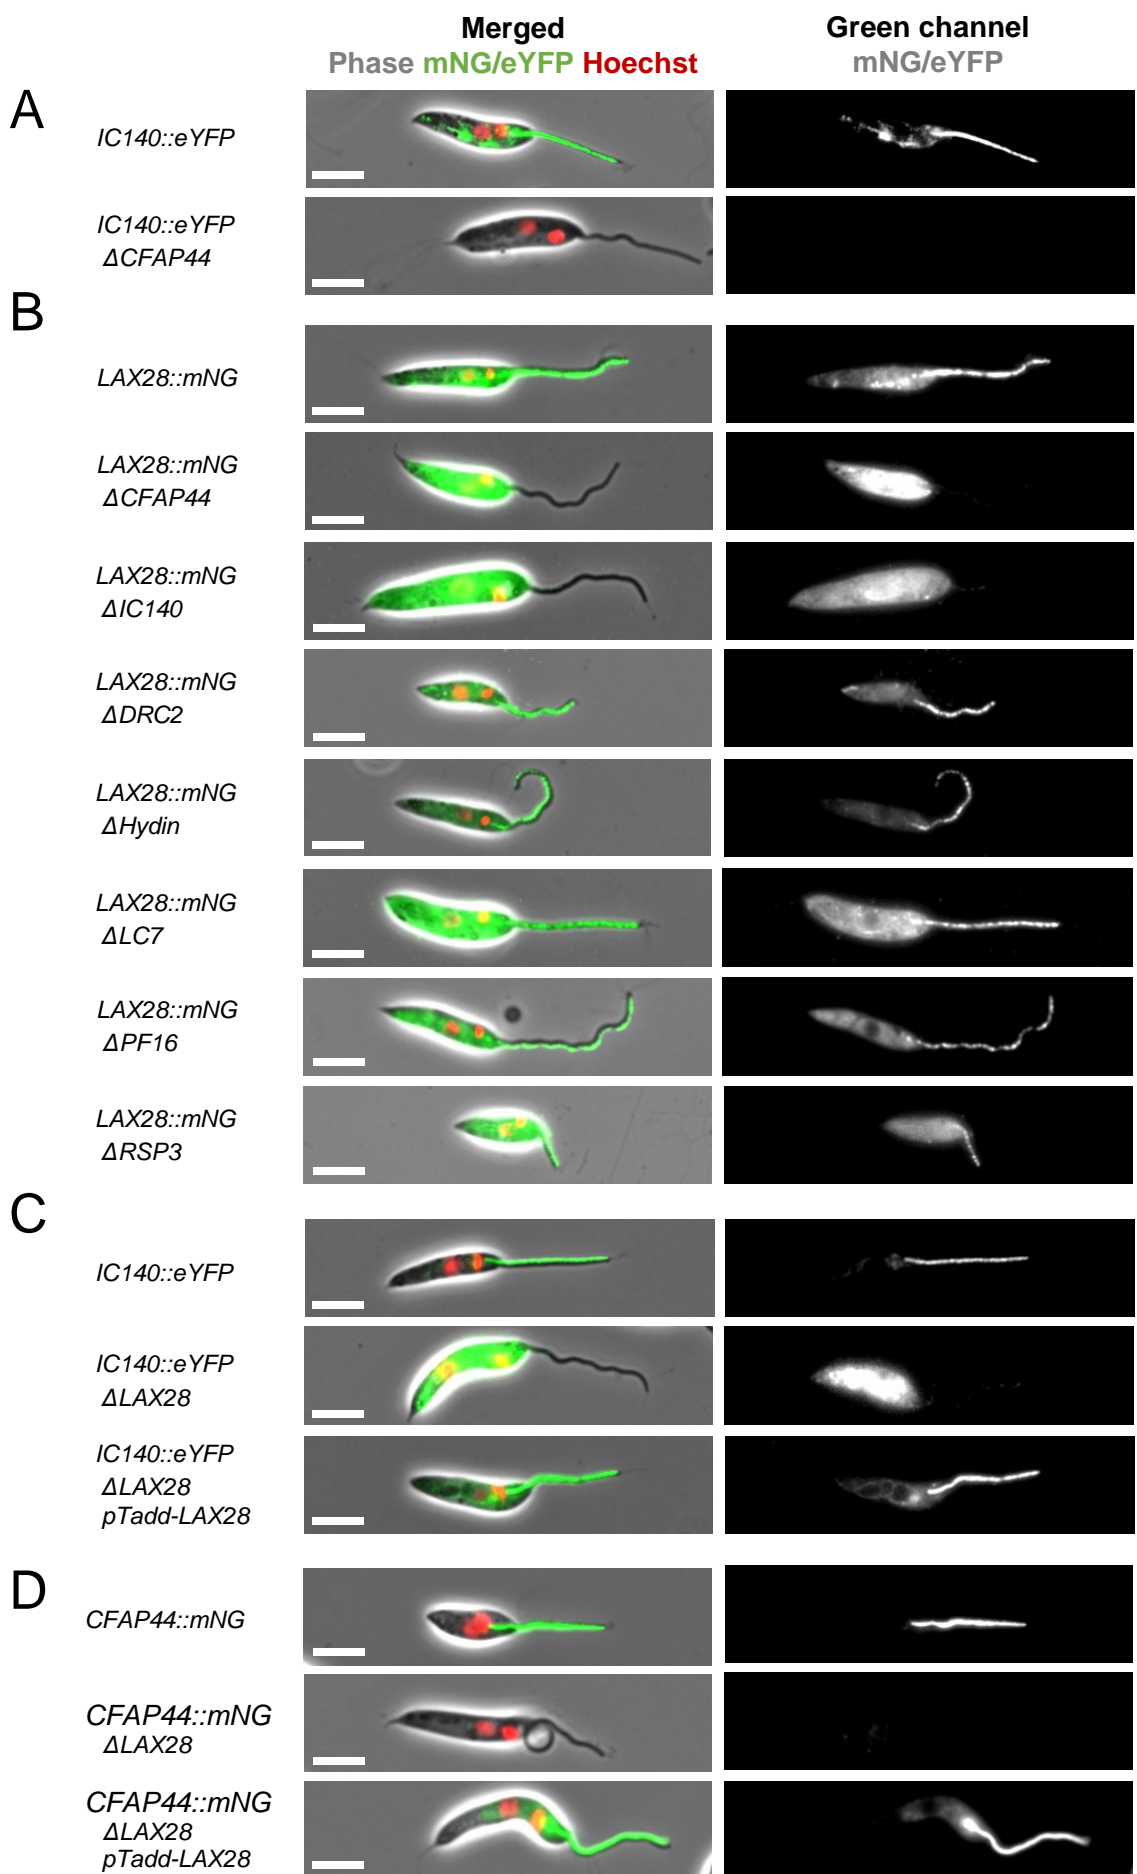 Merged
Green channel
Phase mNG/eYFP Hoechst
mNG/eYFP
A
IC140::eYFP
IC140::eYFP
ΔCFAP44
B
LAX28::mNG
LAX28::mNG
ΔCFAP44
LAX28::mNG
ΔIC140
LAX28::mNG
ΔDRC2
LAX28::mNG
ΔHydin
LAX28::mNG
ΔLC7
LAX28::mNG
ΔPF16
LAX28::mNG
ΔRSP3
C
IC140::eYFP
IC140::eYFP
ΔLAX28
IC140::eYFP
ΔLAX28
pTadd-LAX28
D
CFAP44::mNG
CFAP44::mNG
ΔLAX28
CFAP44::mNG
ΔLAX28
pTadd-LAX28